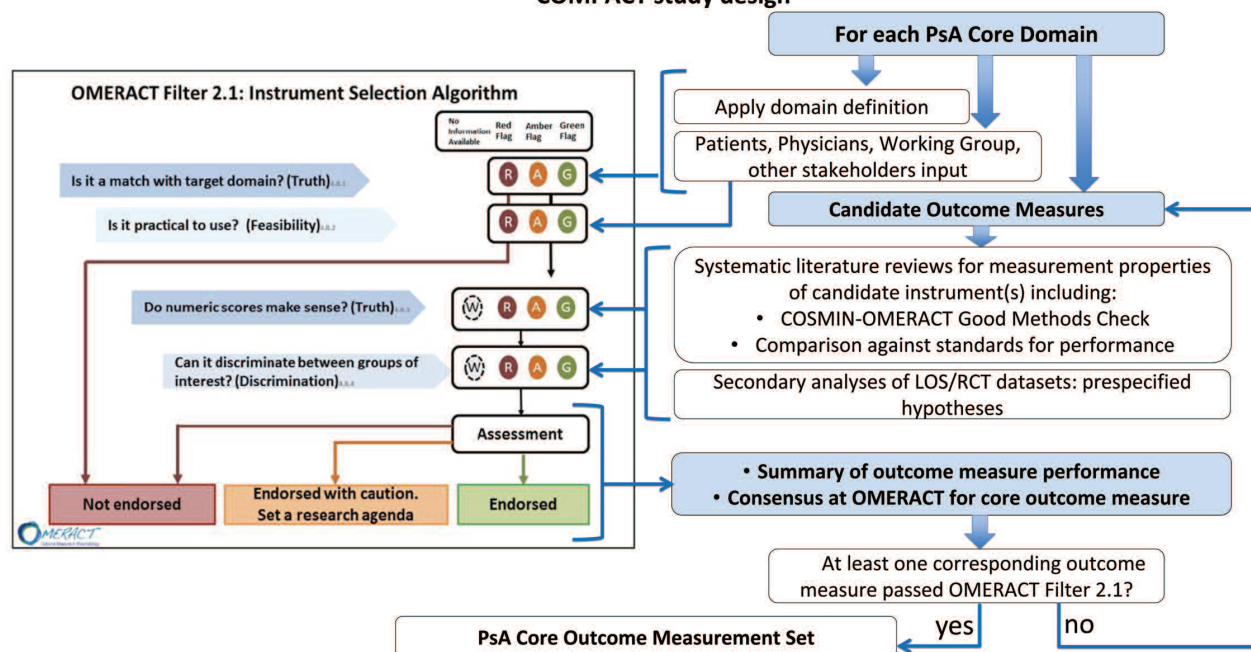 COMPACT study design
For each PsA Core Domain
OMERACT Filter 2.1: Instrument Selection Algorithm
No
Information
Available
Red
Flag
Amber
Flag
Green
Flag
Apply domain definition
Patients, Physicians, Working Group,
other stakeholders input
Is it a match with target domain? (Truth)
R A G
Candidate Outcome Measures
Is it practical to use? (Feasibility)
R A G
Systematic literature reviews for measurement properties
of candidate instrument(s) including:
• COSMIN-OMERACT Good Methods Check
• Comparison against standards for performance
Do numeric scores make sense? (Truth)
W R A G
Can it discriminate between groups of
interest? (Discrimination)
W R A G
Secondary analyses of LOS/RCT datasets: prespecified
hypotheses
Assessment
• Summary of outcome measure performance
• Consensus at OMERACT for core outcome measure
Not endorsed
Endorsed with caution.
Set a research agenda
Endorsed
OMERACT
At least one corresponding outcome
measure passed OMERACT Filter 2.1?
yes
no
PsA Core Outcome Measurement Set